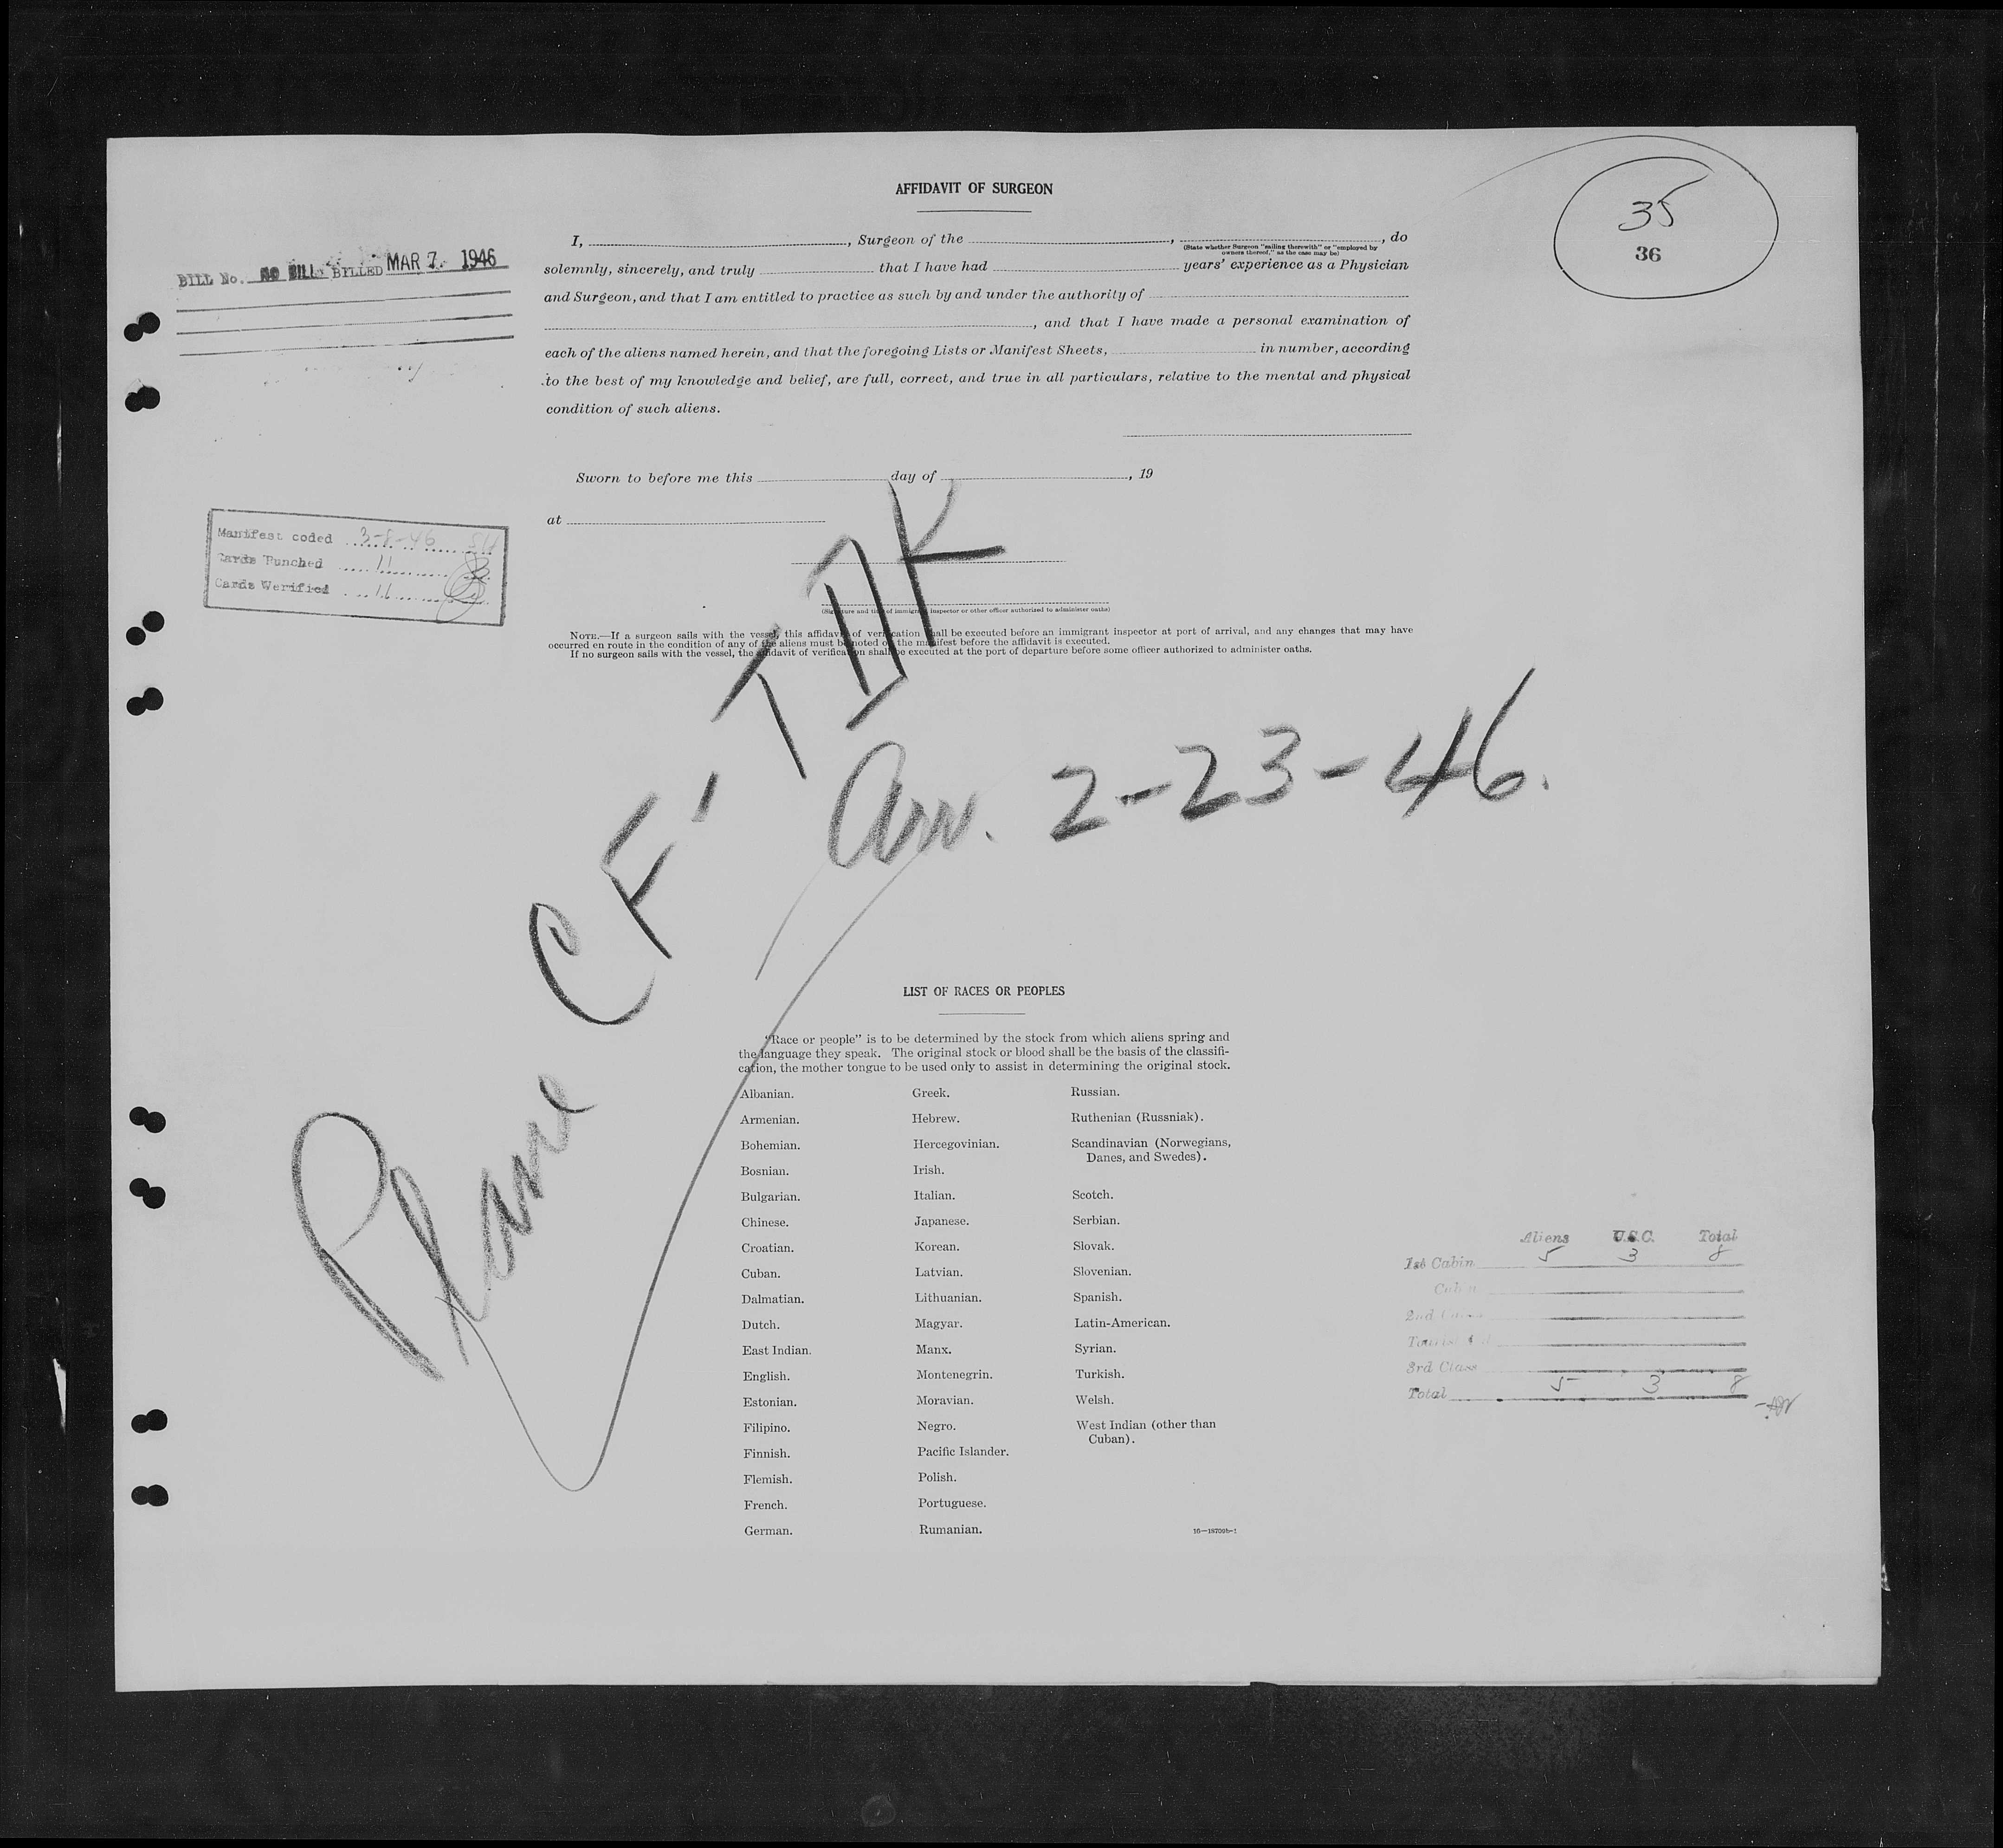 AFFIDAVIT OF SURGEON
35
36
BILL No. NO BILL BILLED MAR 7 1946
I, , Surgeon of the , , do
(State whether Surgeon "sailing therewith" or "employed by
owners thereof," as the case may be)
solemnly, sincerely, and truly that I have had years' experience as a Physician
and Surgeon, and that I am entitled to practice as such by and under the authority of
, and that I have made a personal examination of
each of the aliens named herein, and that the foregoing Lists or Manifest Sheets, in number, according
to the best of my knowledge and belief, are full, correct, and true in all particulars, relative to the mental and physical
condition of such aliens.
Sworn to before me this day of , 19
at
Manifest coded 3-8-46 SH
Cards Punched 11
Cards Werified 11
(Signature and title of immigrant inspector or other officer authorized to administer oaths)
NOTE.—If a surgeon sails with the vessel, this affidavit of verification shall be executed before an immigrant inspector at port of arrival, and any changes that may have
occurred en route in the condition of any of the aliens must be noted on the manifest before the affidavit is executed.
If no surgeon sails with the vessel, the affidavit of verification shall be executed at the port of departure before some officer authorized to administer oaths.
Plane CF'TDK
Arr. 2-23-46.
LIST OF RACES OR PEOPLES
"Race or people" is to be determined by the stock from which aliens spring and
the language they speak. The original stock or blood shall be the basis of the classifi-
cation, the mother tongue to be used only to assist in determining the original stock.
Albanian. Greek. Russian.
Armenian. Hebrew. Ruthenian (Russniak).
Bohemian. Hercegovinian. Scandinavian (Norwegians,
Danes, and Swedes).
Bosnian. Irish.
Bulgarian. Italian. Scotch.
Chinese. Japanese. Serbian.
Croatian. Korean. Slovak.
Cuban. Latvian. Slovenian.
Dalmatian. Lithuanian. Spanish.
Dutch. Magyar. Latin-American.
East Indian. Manx. Syrian.
English. Montenegrin. Turkish.
Estonian. Moravian. Welsh.
Filipino. Negro. West Indian (other than
Cuban).
Finnish. Pacific Islander.
Flemish. Polish.
French. Portuguese.
German. Rumanian.
16—18709b-1
Aliens U.S.C. Total
1st Cabin 5 3 8
2nd
3rd Class
Total 5 3 8